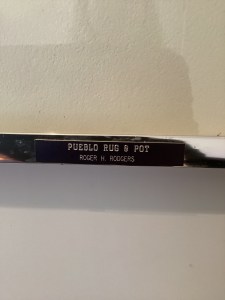 PUEBLO RUG & POT
ROGER H. RODGERS